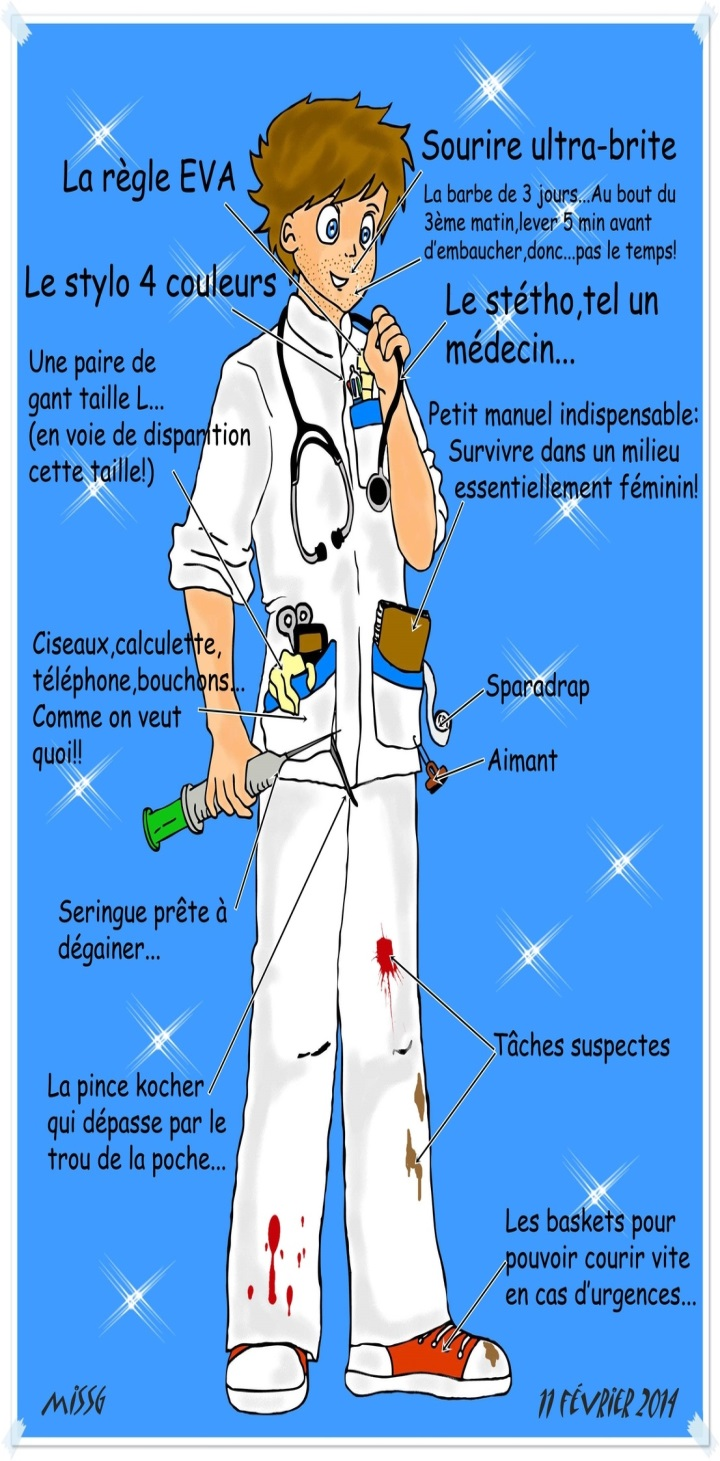 La règle EVA
Sourire ultra-brite
La barbe de 3 jours...Au bout du
3ème matin,lever 5 min avant
d'embaucher,donc...pas le temps!
Le stylo 4 couleurs
Le stétho,tel un
médecin...
Une paire de
gant taille L...
(en voie de disparition
cette taille!)
Petit manuel indispensable:
Survivre dans un milieu
essentiellement féminin!
Ciseaux,calculette,
téléphone,bouchons...
Comme on veut
quoi!!
Sparadrap
Aimant
Seringue prête à
dégainer...
Tâches suspectes
La pince kocher
qui dépasse par le
trou de la poche...
Les baskets pour
pouvoir courir vite
en cas d'urgences...
MISSG
11 FÉVRIER 2014